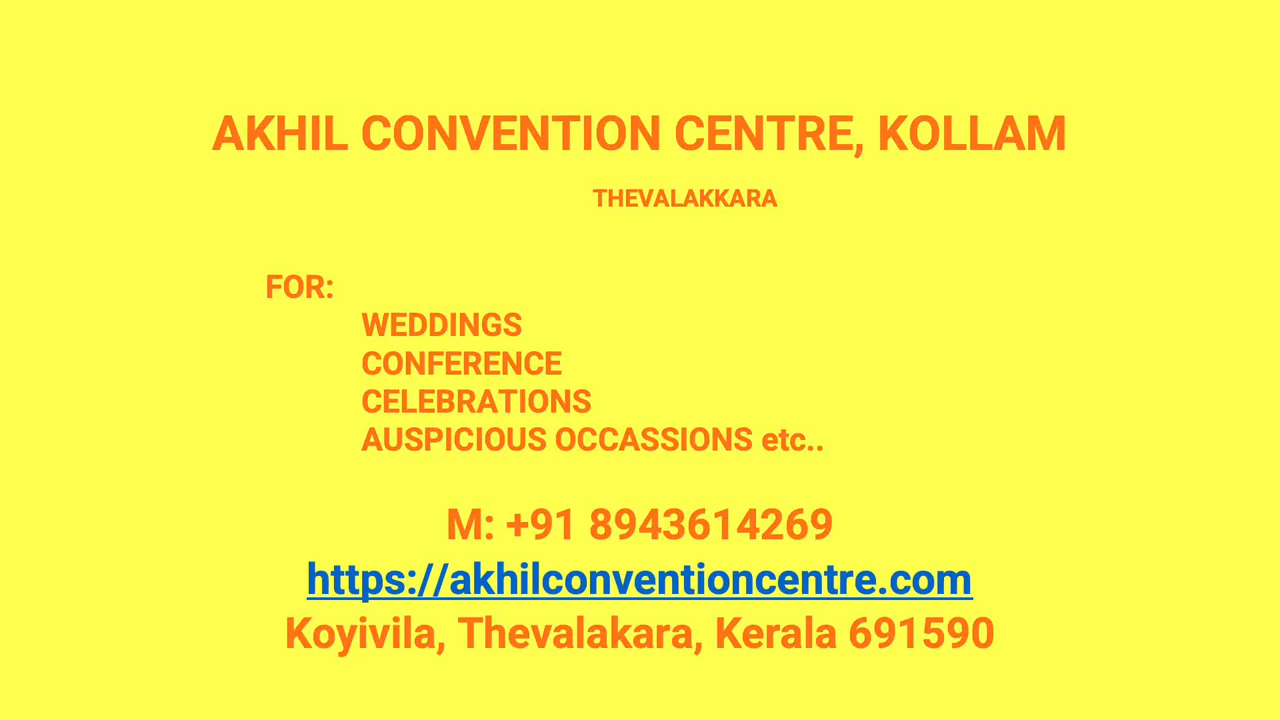 AKHIL CONVENTION CENTRE, KOLLAM
THEVALAKKARA
FOR:
WEDDINGS
CONFERENCE
CELEBRATIONS
AUSPICIOUS OCCASSIONS etc..
M: +91 8943614269
https://akhilconventioncentre.com
Koyivila, Thevalakara, Kerala 691590